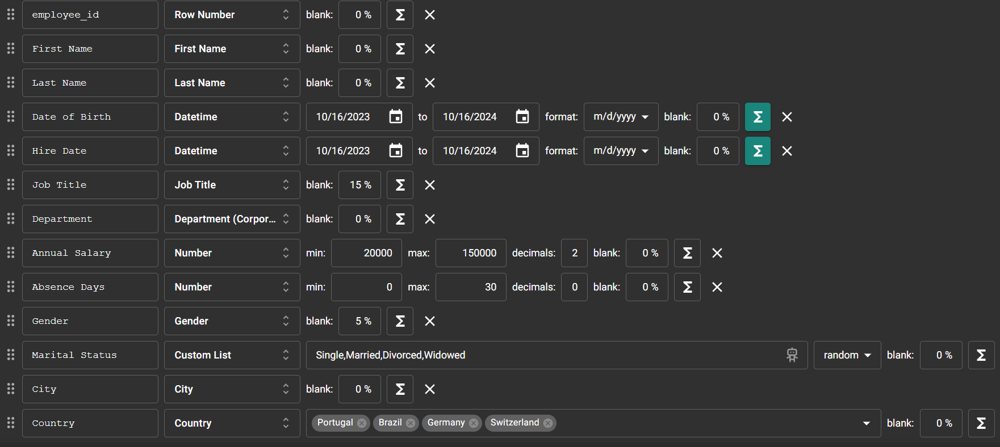 employee_id Row Number blank: 0 % Σ
First Name First Name blank: 0 % Σ
Last Name Last Name blank: 0 % Σ
Date of Birth Datetime 10/16/2023 to 10/16/2024 format: m/d/yyyy blank: 0 % Σ
Hire Date Datetime 10/16/2023 to 10/16/2024 format: m/d/yyyy blank: 0 % Σ
Job Title Job Title blank: 15 % Σ
Department Department (Corpor... blank: 0 % Σ
Annual Salary Number min: 20000 max: 150000 decimals: 2 blank: 0 % Σ
Absence Days Number min: 0 max: 30 decimals: 0 blank: 0 % Σ
Gender Gender blank: 5 % Σ
Marital Status Custom List Single,Married,Divorced,Widowed random blank: 0 % Σ
City City blank: 0 % Σ
Country Country Portugal Brazil Germany Switzerland blank: 0 % Σ